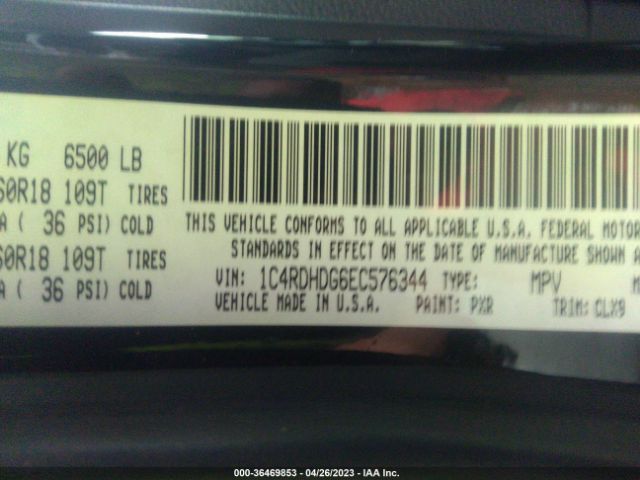 KG 6500 LB
60R18 109T TIRES
A ( 36 PSI) COLD
60R18 109T TIRES
A ( 36 PSI) COLD
THIS VEHICLE CONFORMS TO ALL APPLICABLE U.S.A. FEDERAL MOTOR
STANDARDS IN EFFECT ON THE DATE OF MANUFACTURE SHOWN A
VIN: 1C4RDHDG6EC576344 TYPE: MPV M
VEHICLE MADE IN U.S.A. PAINT: PXR TRIM: CLX9
000-36469853 - 04/26/2023 - IAA Inc.